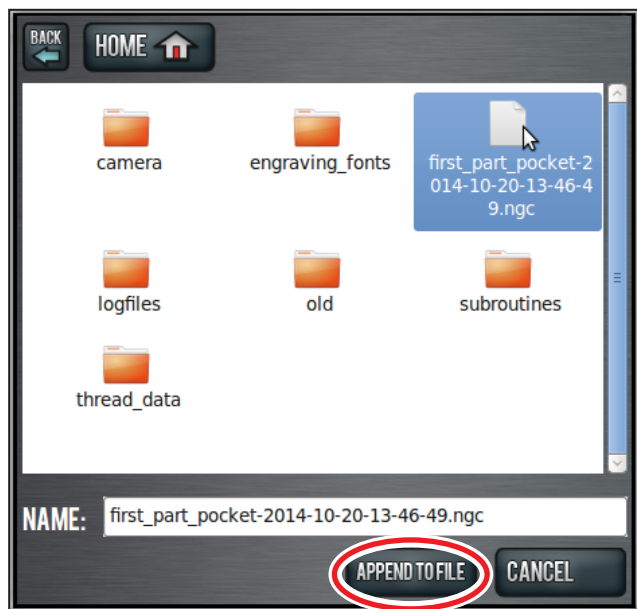 BACK
HOME
camera
engraving_fonts
first_part_pocket-2
014-10-20-13-46-4
9.ngc
logfiles
old
subroutines
thread_data
NAME:
first_part_pocket-2014-10-20-13-46-49.ngc
APPEND TO FILE
CANCEL